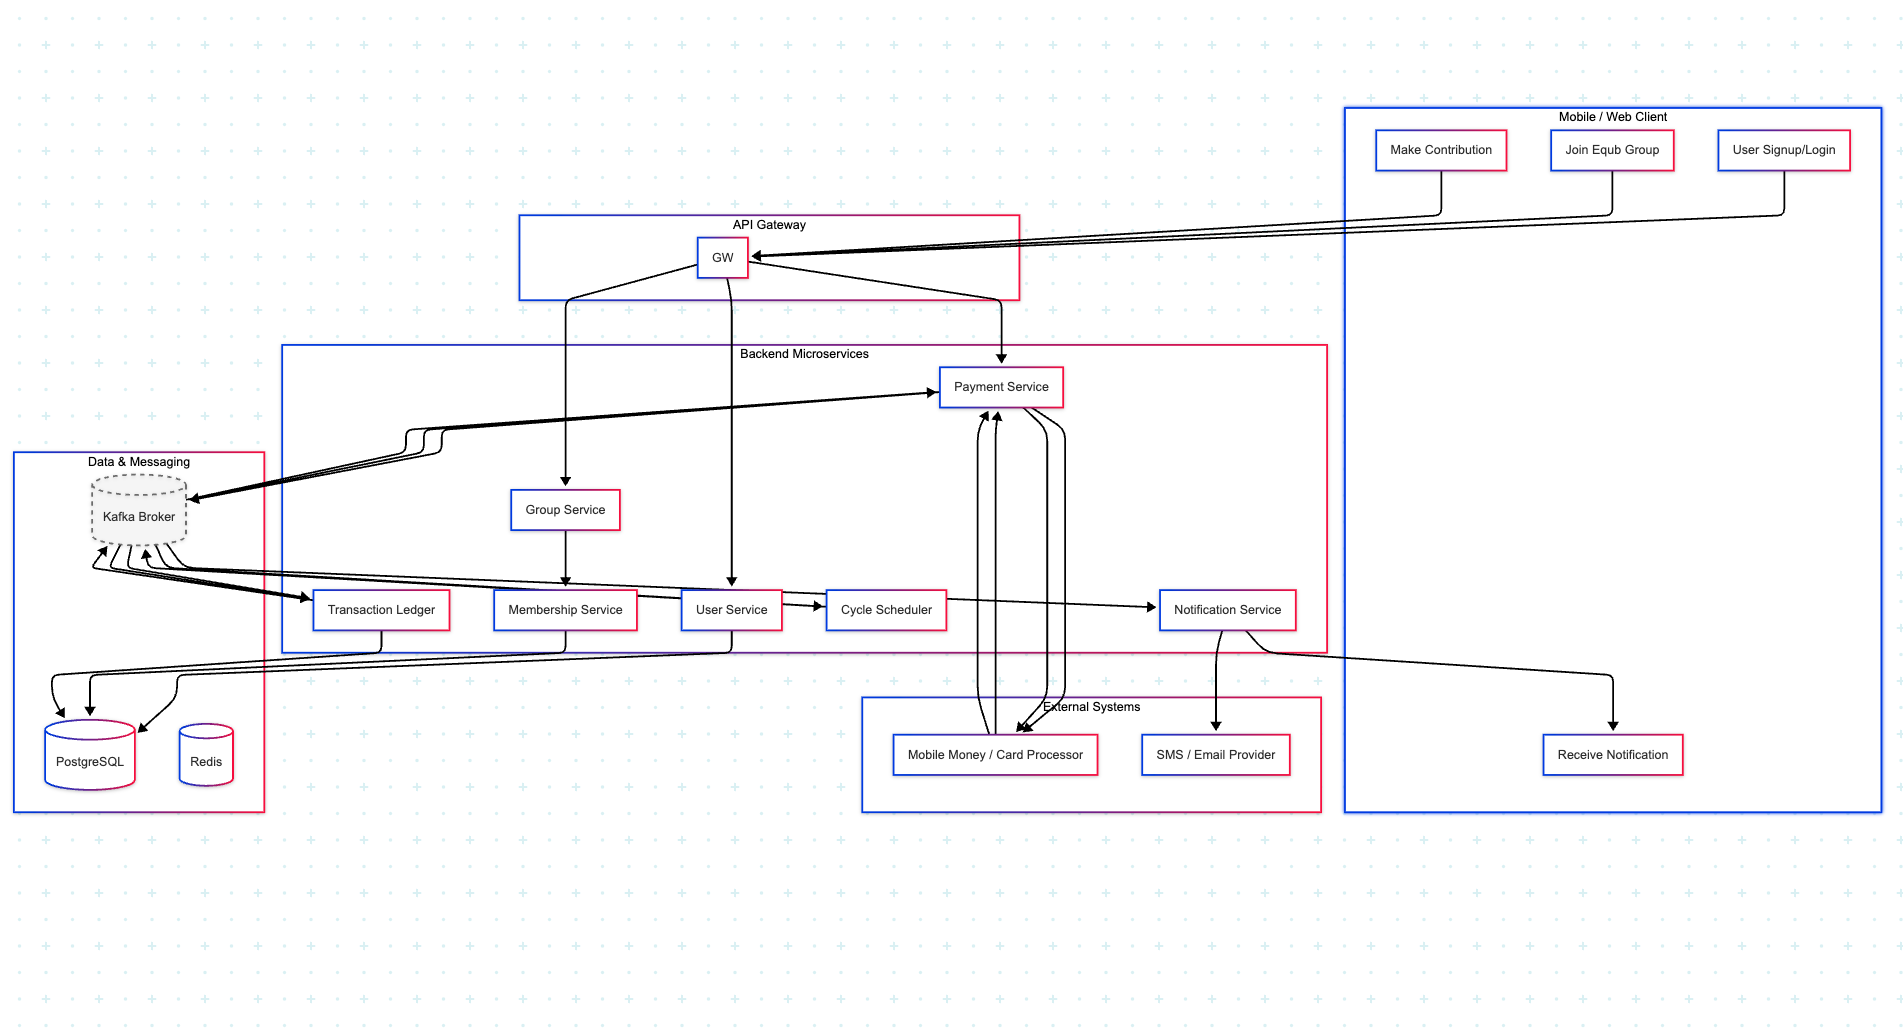 Mobile / Web Client
Make Contribution
Join Equb Group
User Signup/Login
API Gateway
GW
Backend Microservices
Payment Service
Data & Messaging
Kafka Broker
Group Service
Transaction Ledger
Membership Service
User Service
Cycle Scheduler
Notification Service
External Systems
PostgreSQL
Redis
Mobile Money / Card Processor
SMS / Email Provider
Receive Notification